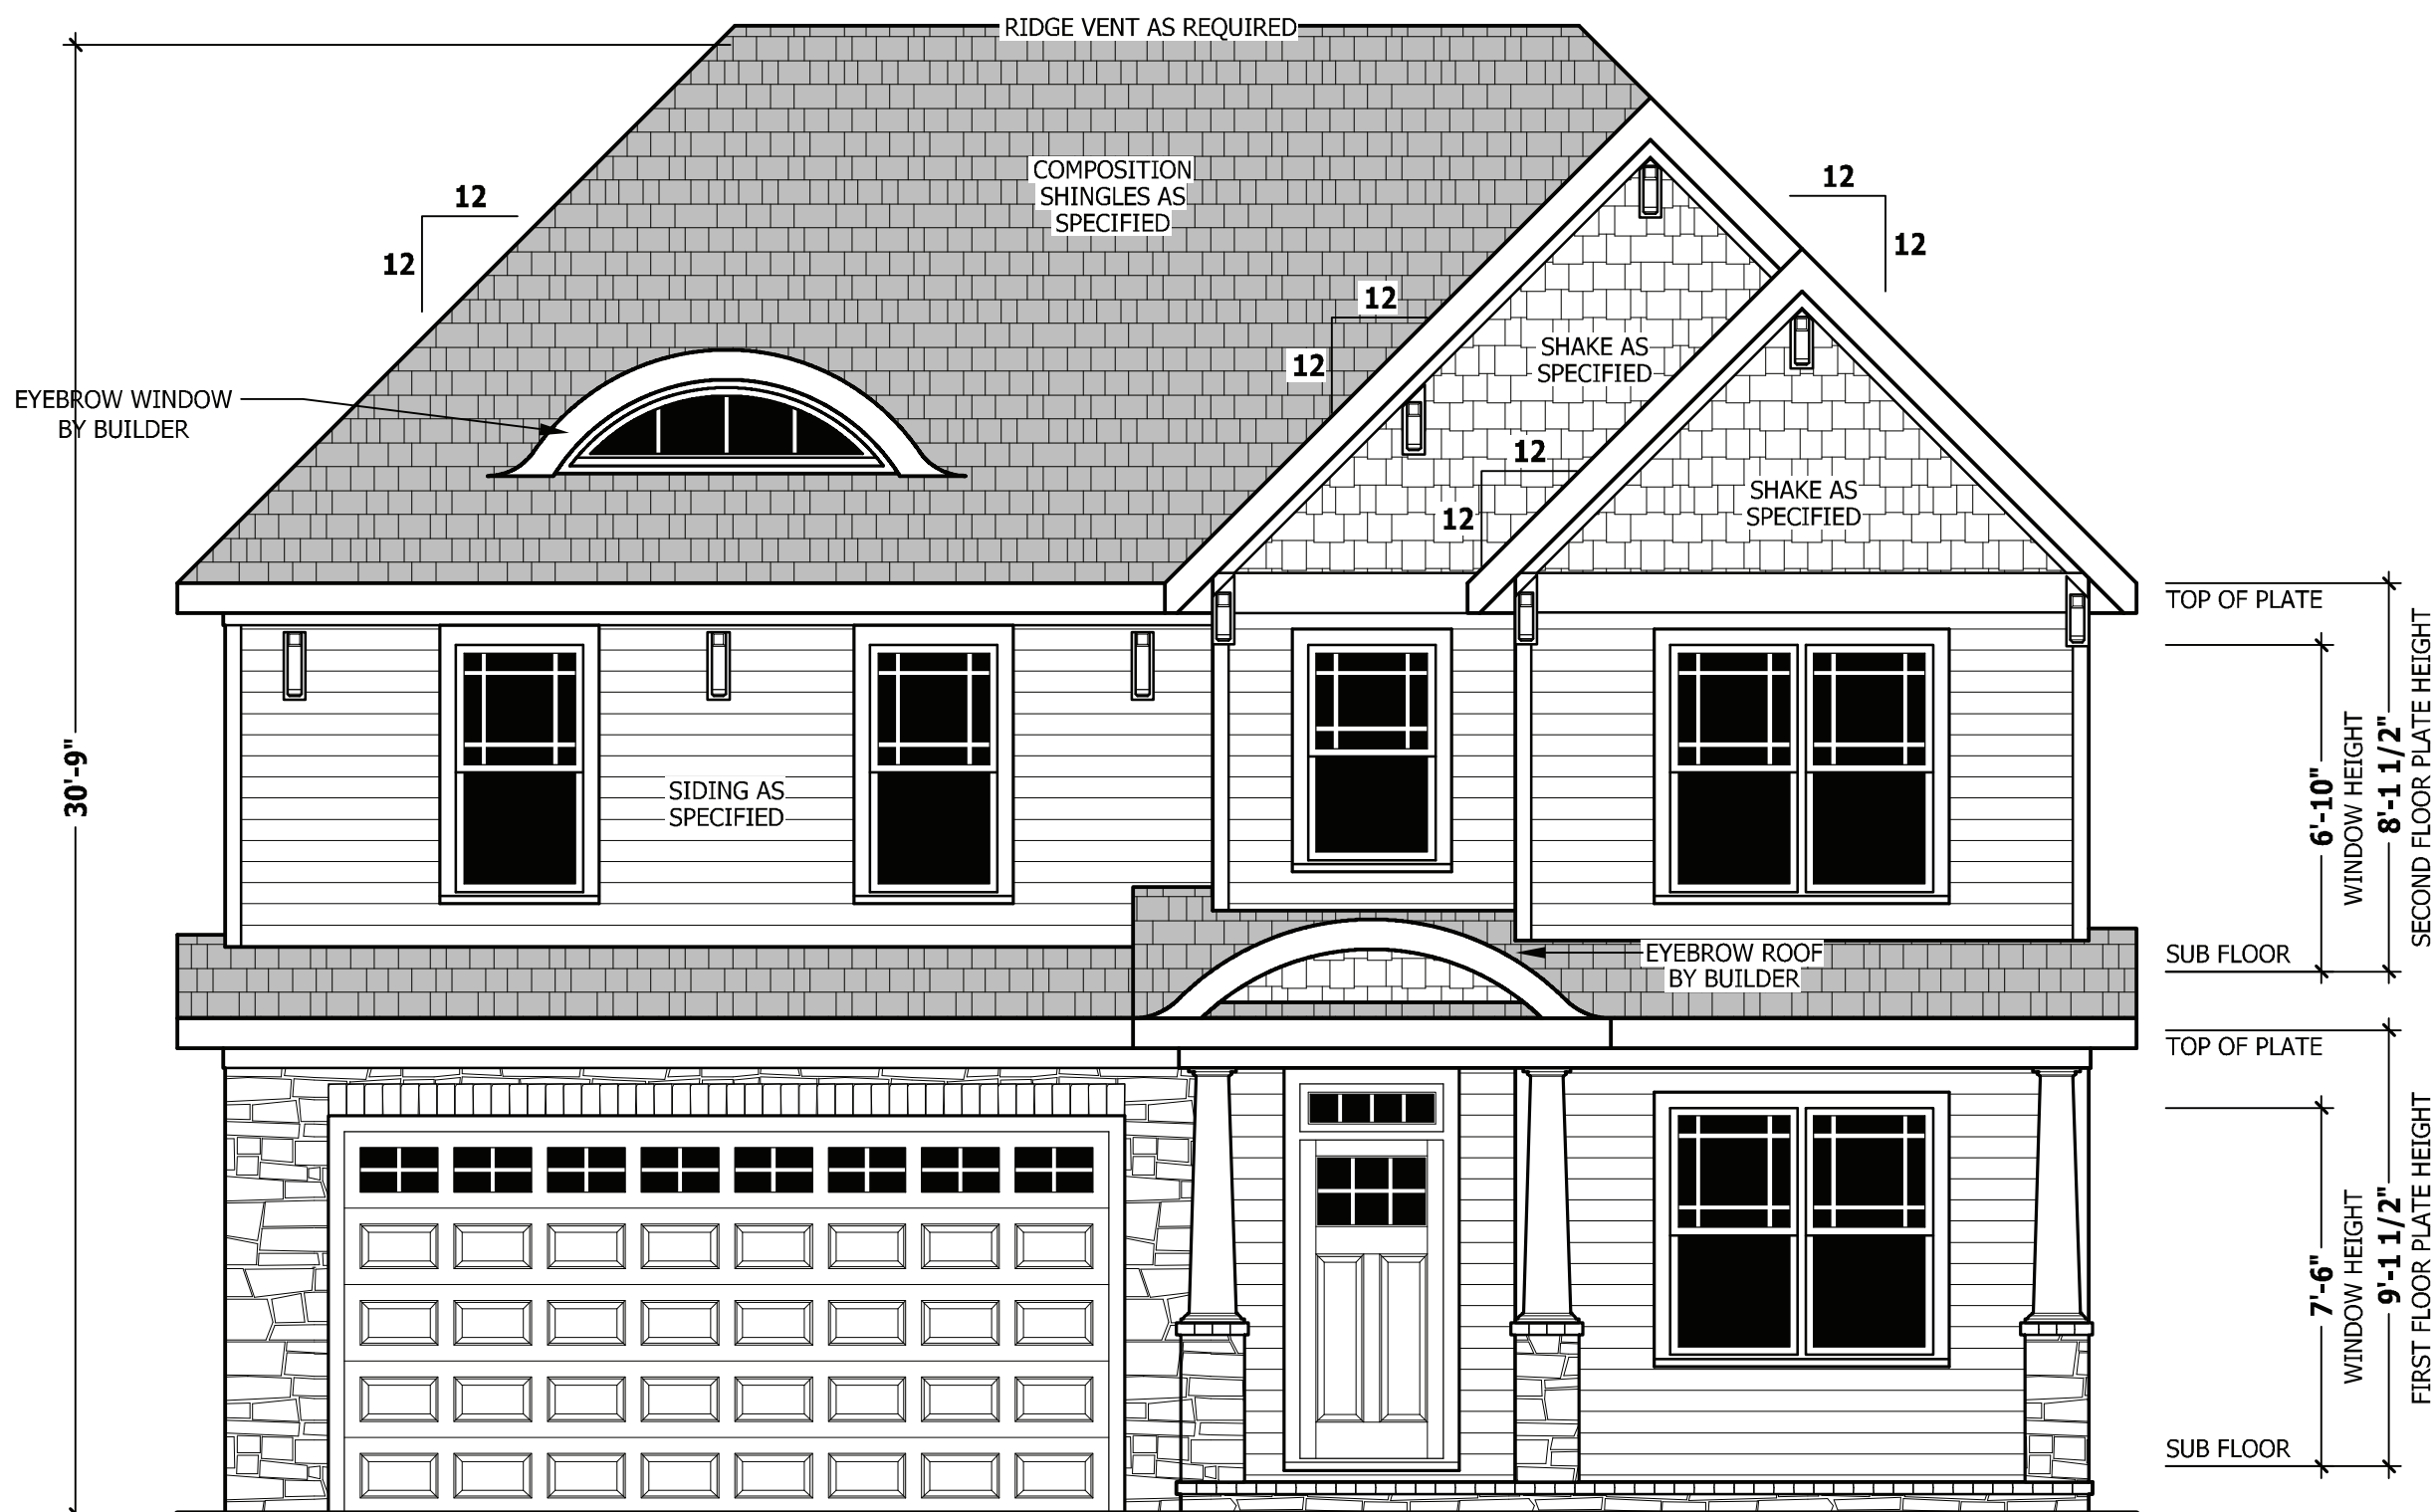 RIDGE VENT AS REQUIRED
COMPOSITION
SHINGLES AS
SPECIFIED
12
12
12
12
12
12
12
12
EYEBROW WINDOW
BY BUILDER
SHAKE AS
SPECIFIED
SHAKE AS
SPECIFIED
30'-9"
SIDING AS
SPECIFIED
EYEBROW ROOF
BY BUILDER
TOP OF PLATE
6'-10"
WINDOW HEIGHT
8'-1 1/2"
SECOND FLOOR PLATE HEIGHT
SUB FLOOR
TOP OF PLATE
7'-6"
WINDOW HEIGHT
9'-1 1/2"
FIRST FLOOR PLATE HEIGHT
SUB FLOOR